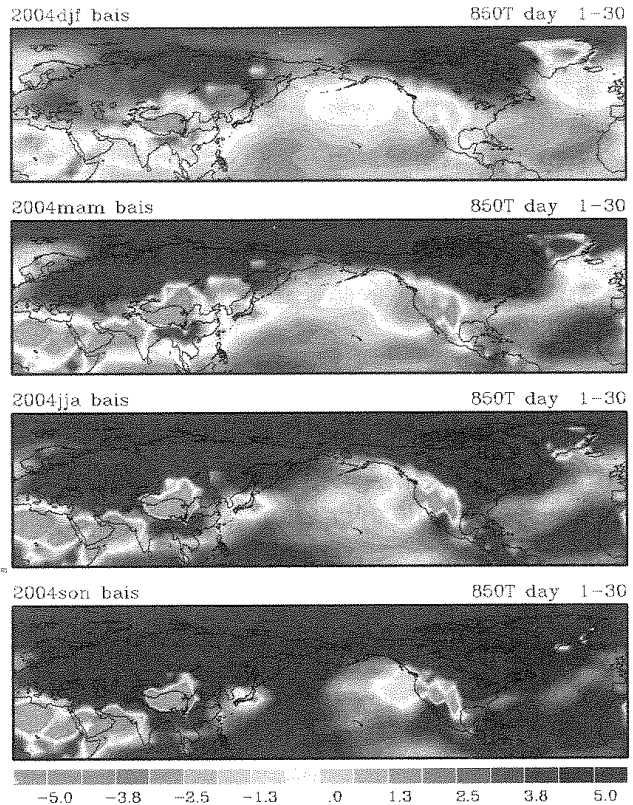 2004djf bais 850T day 1-30
2004mam bais 850T day 1-30
2004jja bais 850T day 1-30
2004son bais 850T day 1-30
-5.0 -3.8 -2.5 -1.3 .0 1.3 2.5 3.8 5.0